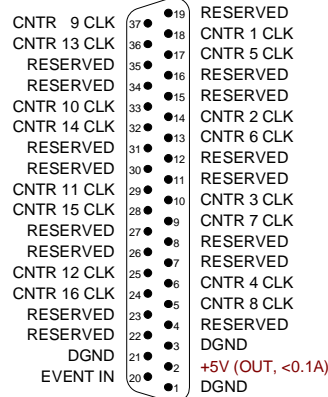 CNTR 9 CLK 37
CNTR 13 CLK 36
RESERVED 35
RESERVED 34
CNTR 10 CLK 33
CNTR 14 CLK 32
RESERVED 31
RESERVED 30
CNTR 11 CLK 29
CNTR 15 CLK 28
RESERVED 27
RESERVED 26
CNTR 12 CLK 25
CNTR 16 CLK 24
RESERVED 23
RESERVED 22
DGND 21
EVENT IN 20
19 RESERVED
18 CNTR 1 CLK
17 CNTR 5 CLK
16 RESERVED
15 RESERVED
14 CNTR 2 CLK
13 CNTR 6 CLK
12 RESERVED
11 RESERVED
10 CNTR 3 CLK
9 CNTR 7 CLK
8 RESERVED
7 RESERVED
6 CNTR 4 CLK
5 CNTR 8 CLK
4 RESERVED
3 DGND
2 +5V (OUT, <0.1A)
1 DGND